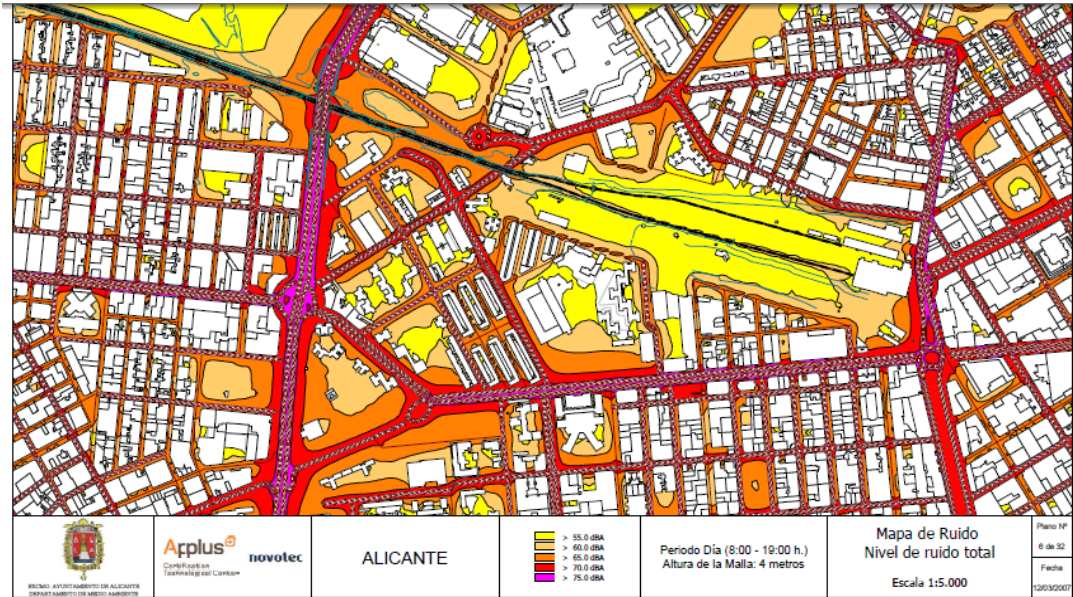 EXCMO. AYUNTAMIENTO DE ALICANTE
DEPARTAMENTO DE MEDIO AMBIENTE
Applus
Certification
Technological Center
novotec
ALICANTE
> 55.0 dBA
> 60.0 dBA
> 65.0 dBA
> 70.0 dBA
> 75.0 dBA
Periodo Día (8:00 - 19:00 h.)
Altura de la Malla: 4 metros
Mapa de Ruido
Nivel de ruido total
Escala 1:5.000
Plano Nº
6 de 32
Fecha
12/03/2007